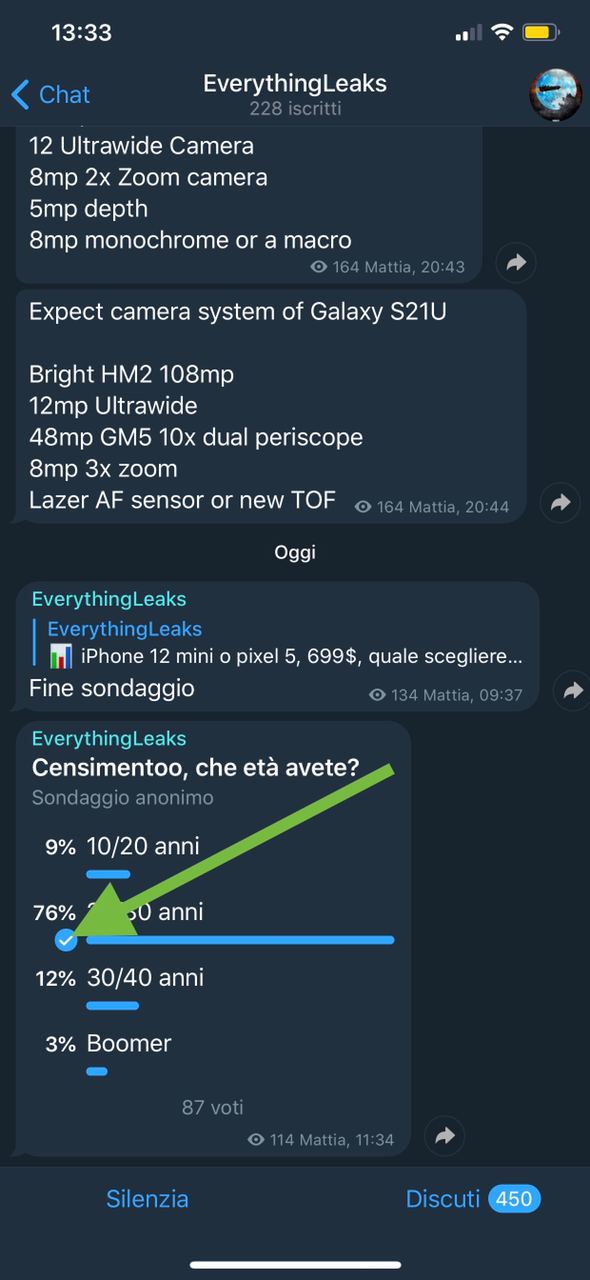 13:33
Chat
EverythingLeaks
228 iscritti
12 Ultrawide Camera
8mp 2x Zoom camera
5mp depth
8mp monochrome or a macro
164 Mattia, 20:43
Expect camera system of Galaxy S21U
Bright HM2 108mp
12mp Ultrawide
48mp GM5 10x dual periscope
8mp 3x zoom
Lazer AF sensor or new TOF
164 Mattia, 20:44
Oggi
EverythingLeaks
EverythingLeaks
📊 iPhone 12 mini o pixel 5, 699$, quale scegliere...
Fine sondaggio
134 Mattia, 09:37
EverythingLeaks
Censimentoo, che età avete?
Sondaggio anonimo
9% 10/20 anni
76% anni
12% 30/40 anni
3% Boomer
87 voti
114 Mattia, 11:34
Silenzia
Discuti 450